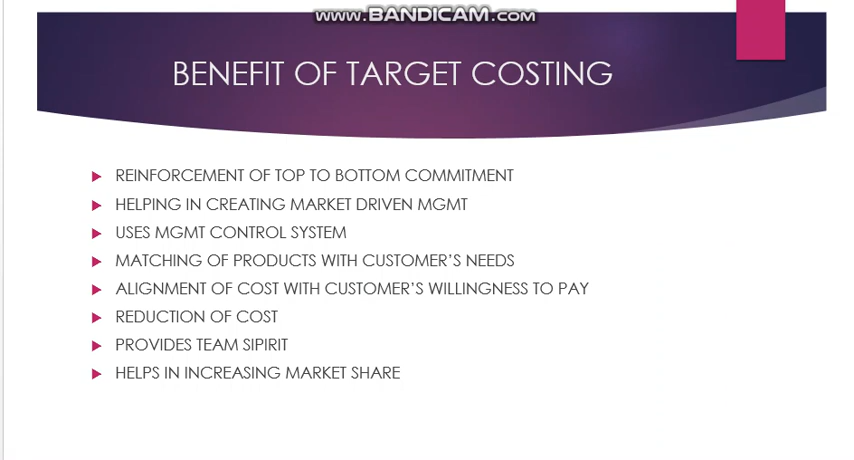 www.BANDICAM.com
BENEFIT OF TARGET COSTING
REINFORCEMENT OF TOP TO BOTTOM COMMITMENT
HELPING IN CREATING MARKET DRIVEN MGMT
USES MGMT CONTROL SYSTEM
MATCHING OF PRODUCTS WITH CUSTOMER'S NEEDS
ALIGNMENT OF COST WITH CUSTOMER'S WILLINGNESS TO PAY
REDUCTION OF COST
PROVIDES TEAM SIPIRIT
HELPS IN INCREASING MARKET SHARE